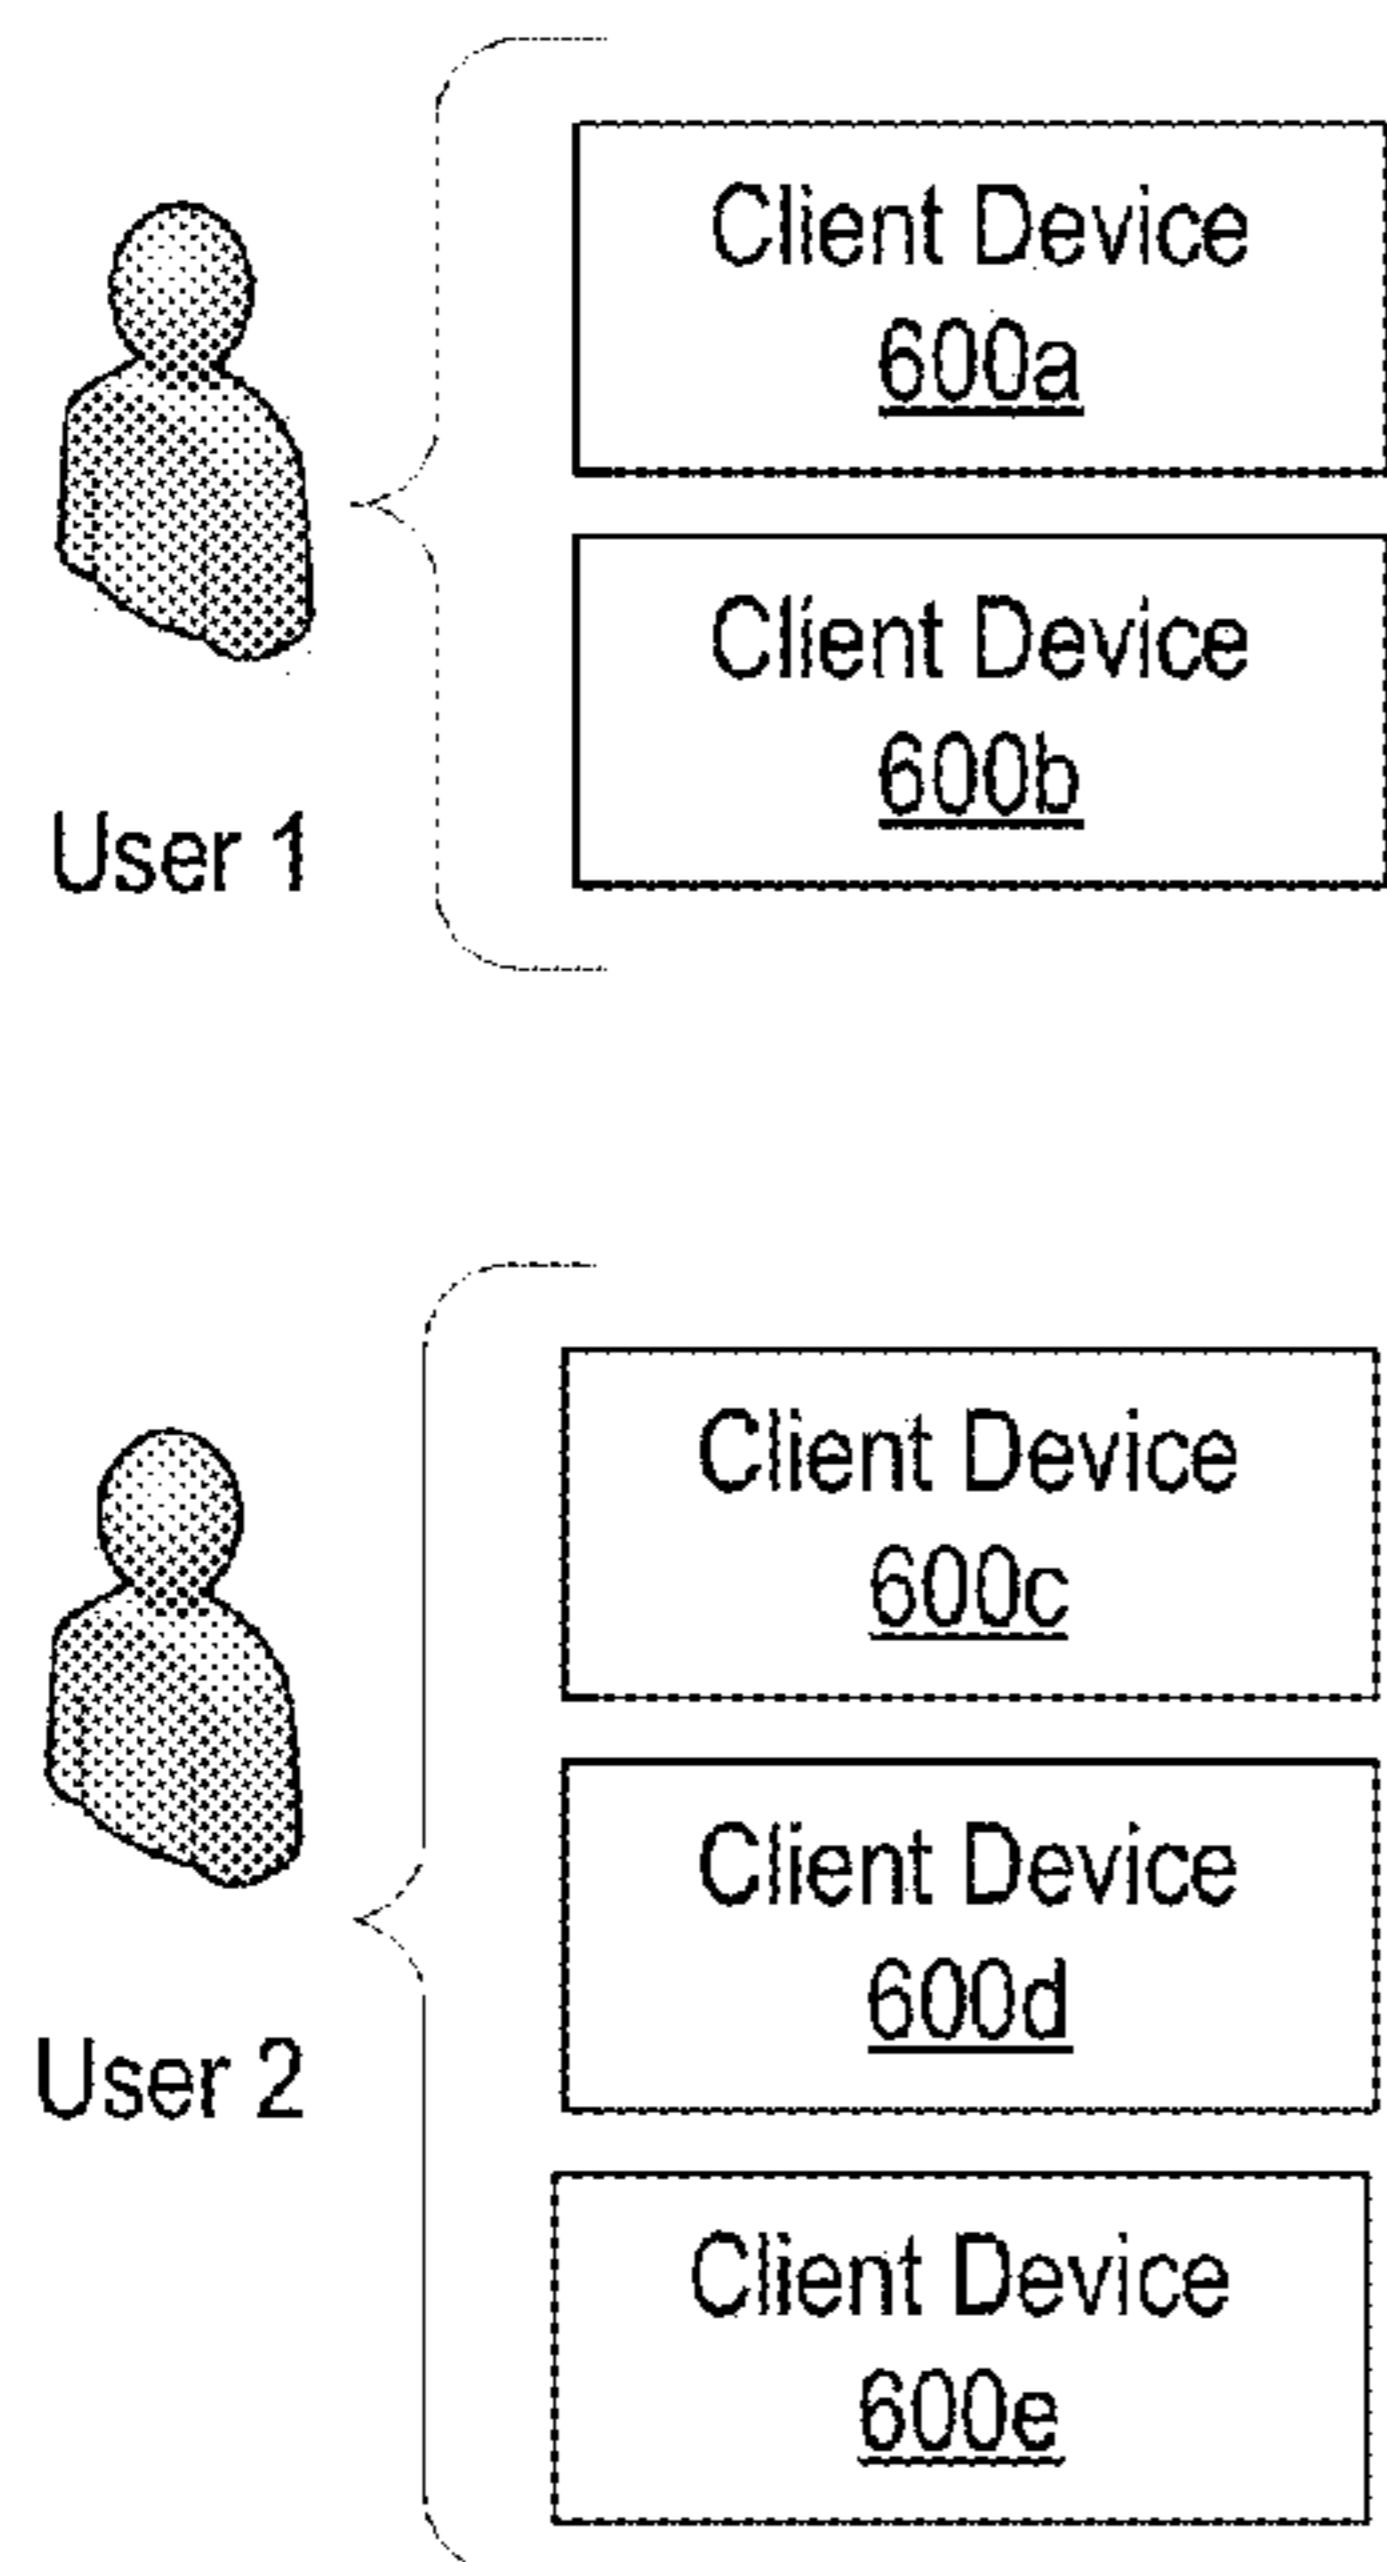 Client Device
600a
Client Device
600b
User 1
Client Device
600c
Client Device
600d
User 2
Client Device
600e